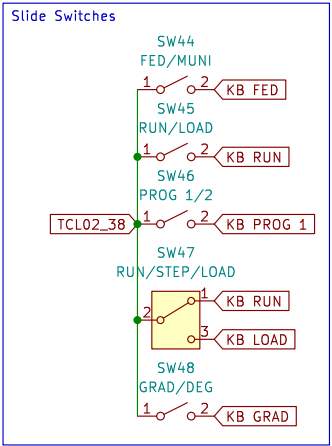 Slide Switches
SW44
FED/MUNI
1 2 KB FED
SW45
RUN/LOAD
1 2 KB RUN
SW46
PROG 1/2
TCL02_38 1 2 KB PROG 1
SW47
RUN/STEP/LOAD
1 KB RUN
2
3 KB LOAD
SW48
GRAD/DEG
1 2 KB GRAD